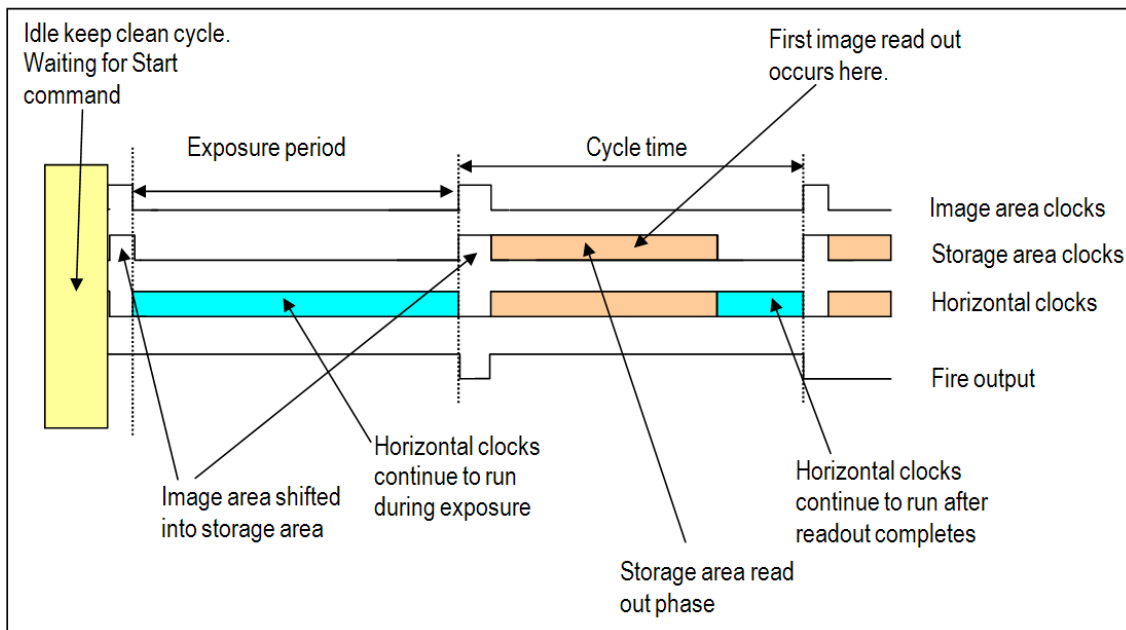 Idle keep clean cycle.
Waiting for Start
command
First image read out
occurs here.
Exposure period
Cycle time
Image area clocks
Storage area clocks
Horizontal clocks
Fire output
Image area shifted
into storage area
Horizontal clocks
continue to run
during exposure
Storage area read
out phase
Horizontal clocks
continue to run after
readout completes